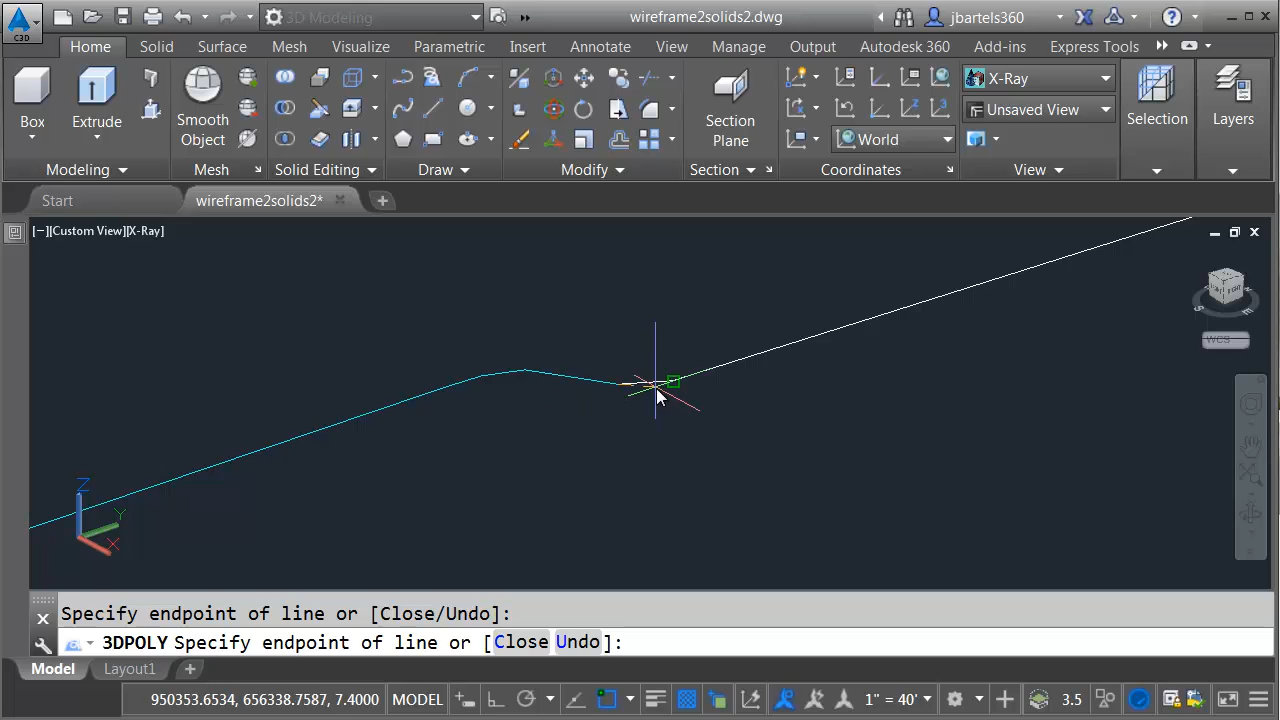 3D Modeling
wireframe2solids2.dwg
jbartels360
C3D
Home
Solid
Surface
Mesh
Visualize
Parametric
Insert
Annotate
View
Manage
Output
Autodesk 360
Add-ins
Express Tools
Box
Extrude
Smooth
Object
Section
Plane
X-Ray
Unsaved View
World
Selection
Layers
Modeling
Mesh
Solid Editing
Draw
Modify
Section
Coordinates
View
Start
wireframe2solids2*
[−][Custom View][X-Ray]
WCS
Z
Y
X
Specify endpoint of line or [Close/Undo]:
3DPOLY Specify endpoint of line or [Close Undo]:
Model
Layout1
950353.6534, 656338.7587, 7.4000
MODEL
1" = 40'
3.5